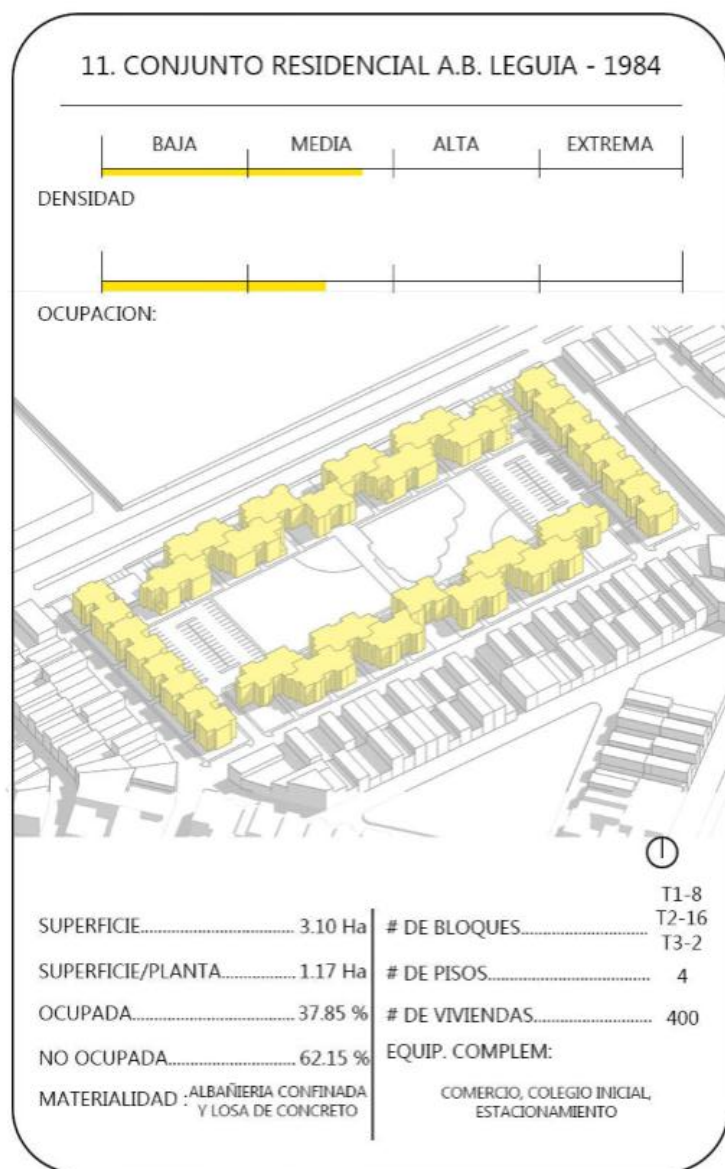 11. CONJUNTO RESIDENCIAL A.B. LEGUIA - 1984
BAJA MEDIA ALTA EXTREMA
DENSIDAD
OCUPACION:
SUPERFICIE.................................. 3.10 Ha
SUPERFICIE/PLANTA................... 1.17 Ha
OCUPADA.................................... 37.85 %
NO OCUPADA............................. 62.15 %
MATERIALIDAD : ALBAÑIERIA CONFINADA
Y LOSA DE CONCRETO
# DE BLOQUES............................
T1-8
T2-16
T3-2
# DE PISOS................................... 4
# DE VIVIENDAS......................... 400
EQUIP. COMPLEM:
COMERCIO, COLEGIO INICIAL,
ESTACIONAMIENTO